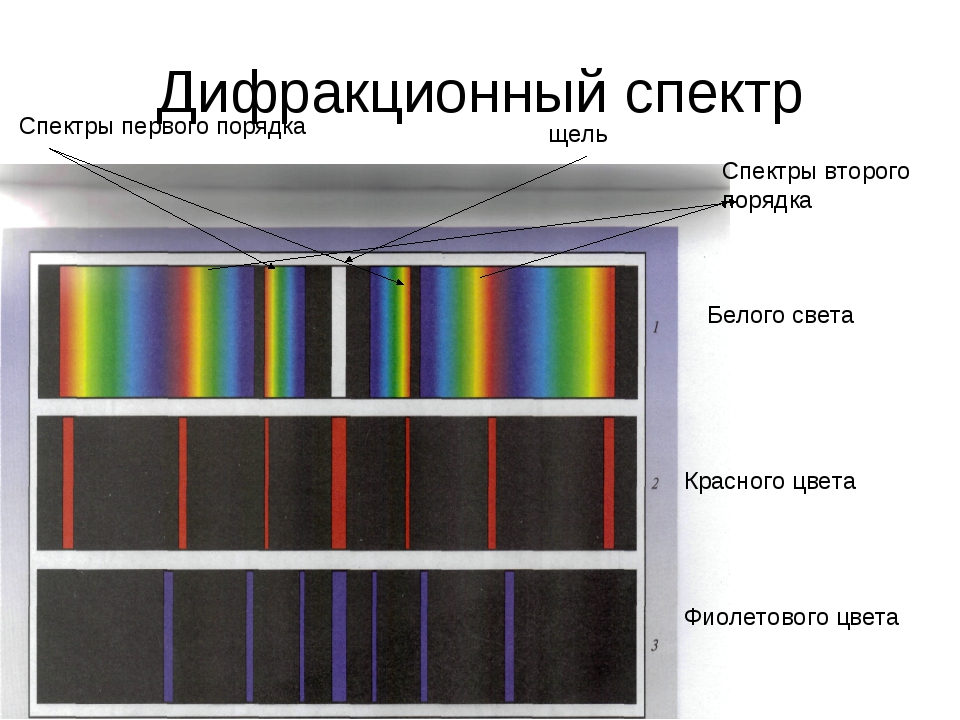 Дифракционный спектр
Спектры первого порядка
щель
Спектры второго
порядка
Белого света
1
Красного цвета
2
Фиолетового цвета
3